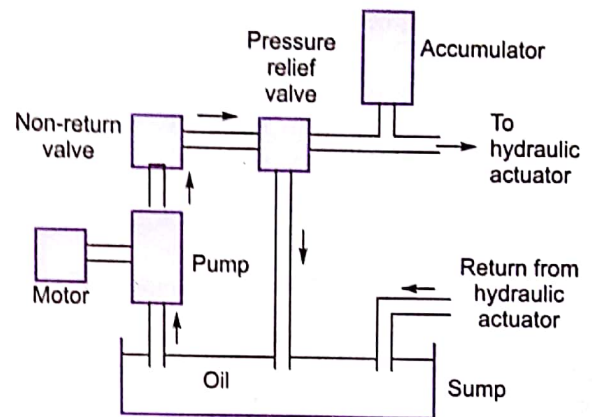 Pressure
relief
valve
Accumulator
Non-return
valve
To
hydraulic
actuator
Pump
Motor
Return from
hydraulic
actuator
Oil
Sump